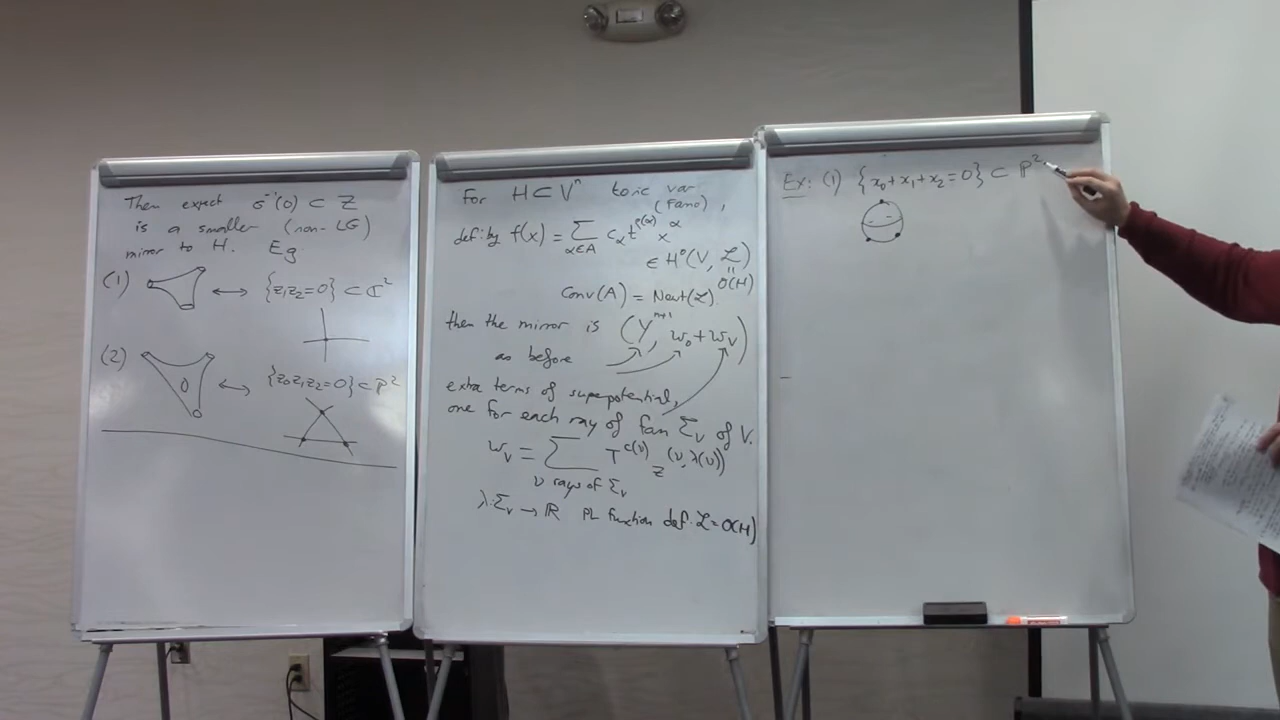 Then expect σ⁻¹(0) ⊂ Z
is a smaller (non-LG)
mirror to H. Eg
(1) ↔ {z₁z₂=0} ⊂ ℂ²
(2) ↔ {z₀z₁z₂=0} ⊂ ℙ²
For H ⊂ Vⁿ toric var.
(Fano),
def. by f(x) = Σ_{α∈A} c_α t^{ρ(α)} x^α
∈ H⁰(V, ℒ)
"
O(H)
Conv(A) = Newt(ℒ)
then the mirror is (Yⁿ⁺¹, w₀+w_V)
as before
extra terms of superpotential,
one for each ray of fan Σ_V of V.
w_V = Σ T^{c(ν)} z^{(ν, λ(ν))}
ν rays of Σ_V
λ: Σ_V → ℝ PL function def. ℒ = O(H)
Ex: (1) {x₀+x₁+x₂=0} ⊂ ℙ²